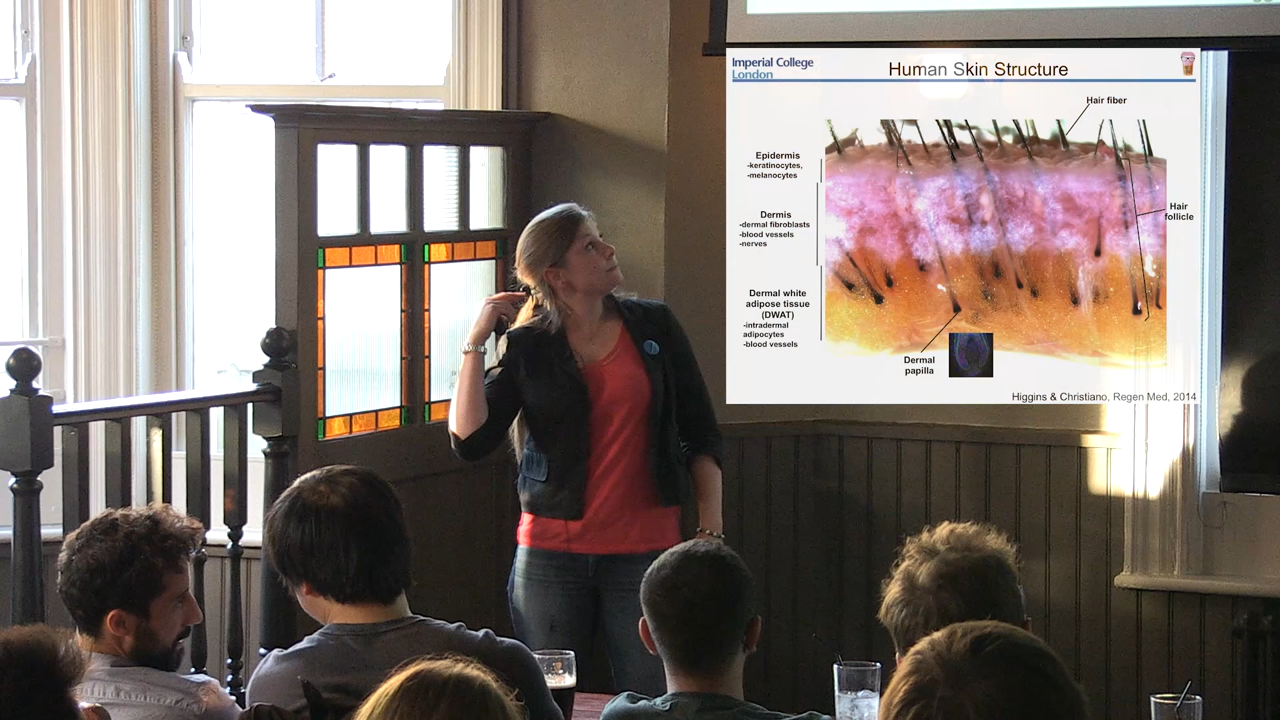 Imperial College
London
Human Skin Structure
Hair fiber
Epidermis
-keratinocytes,
-melanocytes
Dermis
-dermal fibroblasts
-blood vessels
-nerves
Hair
follicle
Dermal white
adipose tissue
(DWAT)
-intradermal
adipocytes
-blood vessels
Dermal
papilla
Higgins & Christiano, Regen Med, 2014